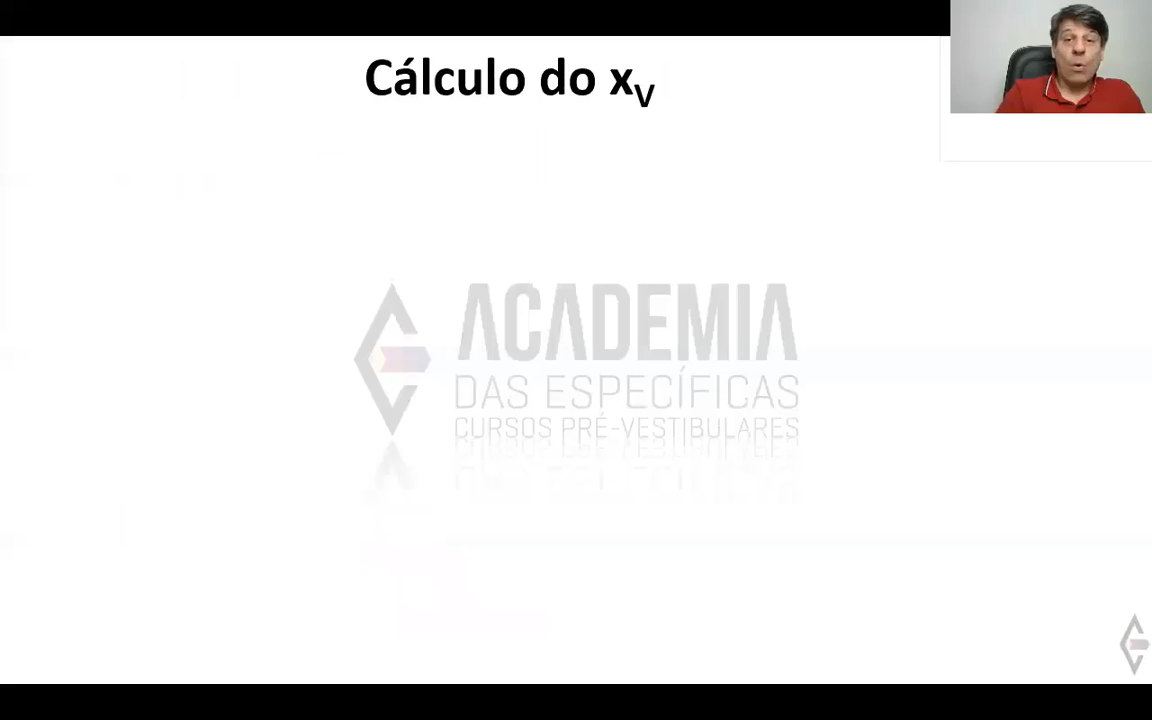 Cálculo do xV
ACADEMIA
DAS ESPECÍFICAS
CURSOS PRÉ-VESTIBULARES